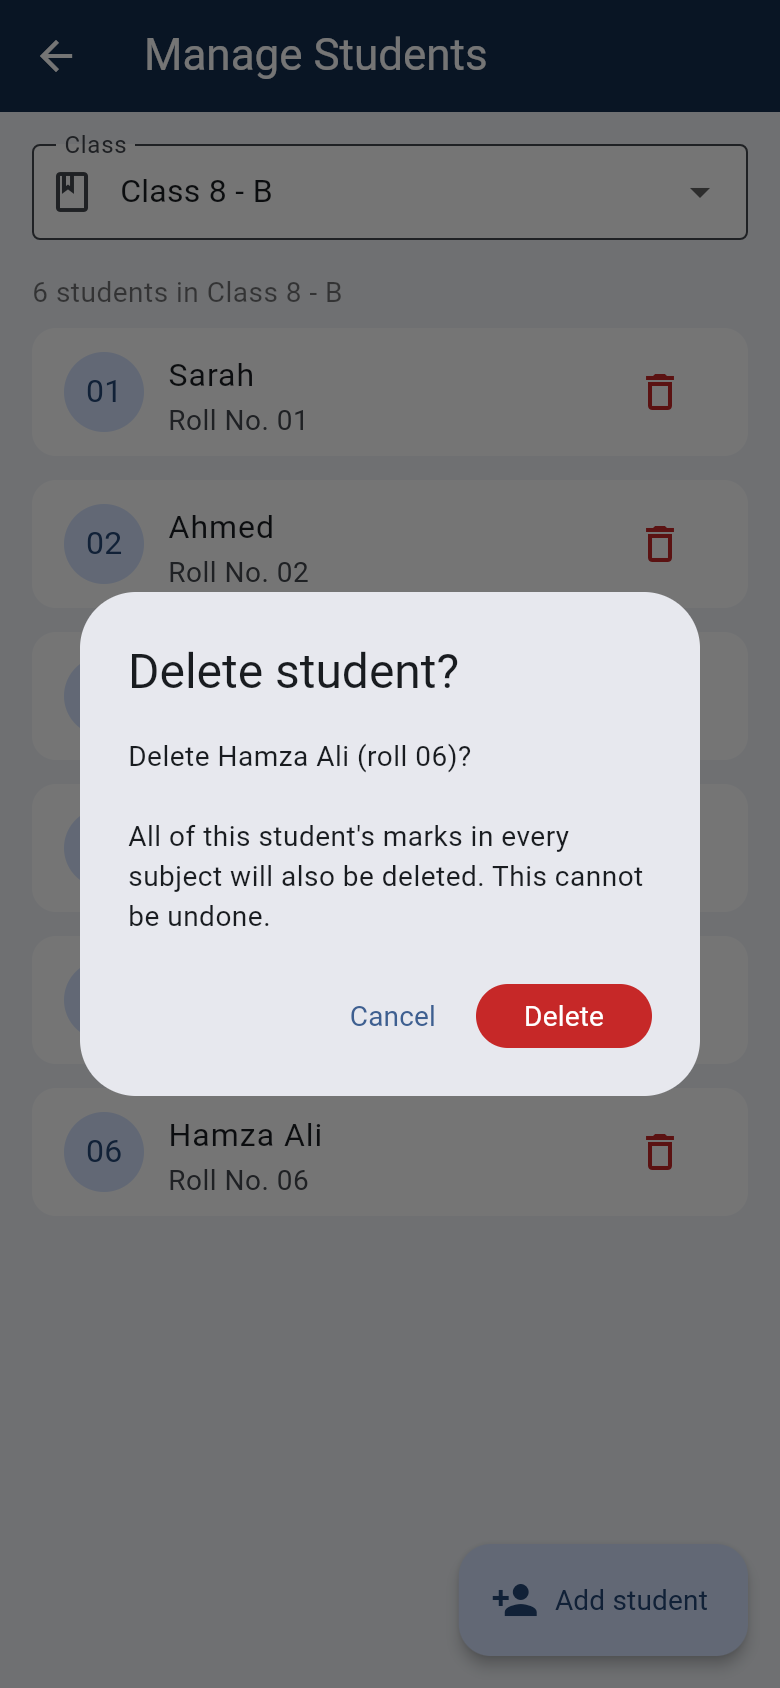 Manage Students
Class
Class 8 - B
6 students in Class 8 - B
01
Sarah
Roll No. 01
02
Ahmed
Roll No. 02
Delete student?
Delete Hamza Ali (roll 06)?
All of this student's marks in every
subject will also be deleted. This cannot
be undone.
Cancel
Delete
06
Hamza Ali
Roll No. 06
Add student